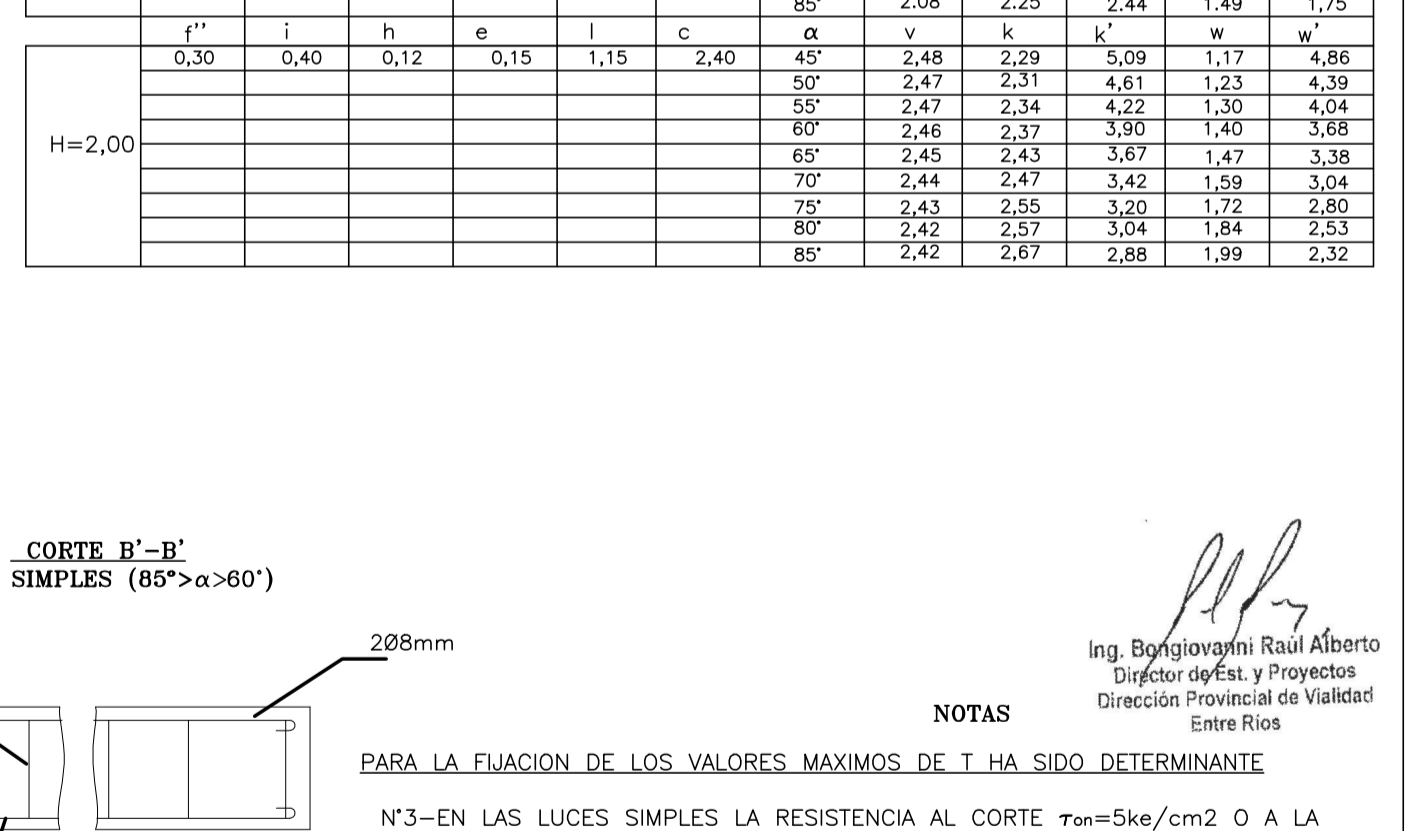 85° 2.08 2.25 2.44 1.49 1,75
f'' i h e l c α v k k' w w'
0,30 0,40 0,12 0,15 1,15 2,40 45° 2,48 2,29 5,09 1,17 4,86
50° 2,47 2,31 4,61 1,23 4,39
55° 2,47 2,34 4,22 1,30 4,04
60° 2,46 2,37 3,90 1,40 3,68
H=2,00
65° 2,45 2,43 3,67 1,47 3,38
70° 2,44 2,47 3,42 1,59 3,04
75° 2,43 2,55 3,20 1,72 2,80
80° 2,42 2,57 3,04 1,84 2,53
85° 2,42 2,67 2,88 1,99 2,32
CORTE B'-B'
SIMPLES (85°>α>60°)
2Ø8mm
Ing. Bongiovanni Raúl Alberto
Director de Est. y Proyectos
Dirección Provincial de Vialidad
Entre Ríos
NOTAS
PARA LA FIJACION DE LOS VALORES MAXIMOS DE T HA SIDO DETERMINANTE
N°3-EN LAS LUCES SIMPLES LA RESISTENCIA AL CORTE τon=5ke/cm2 O A LA